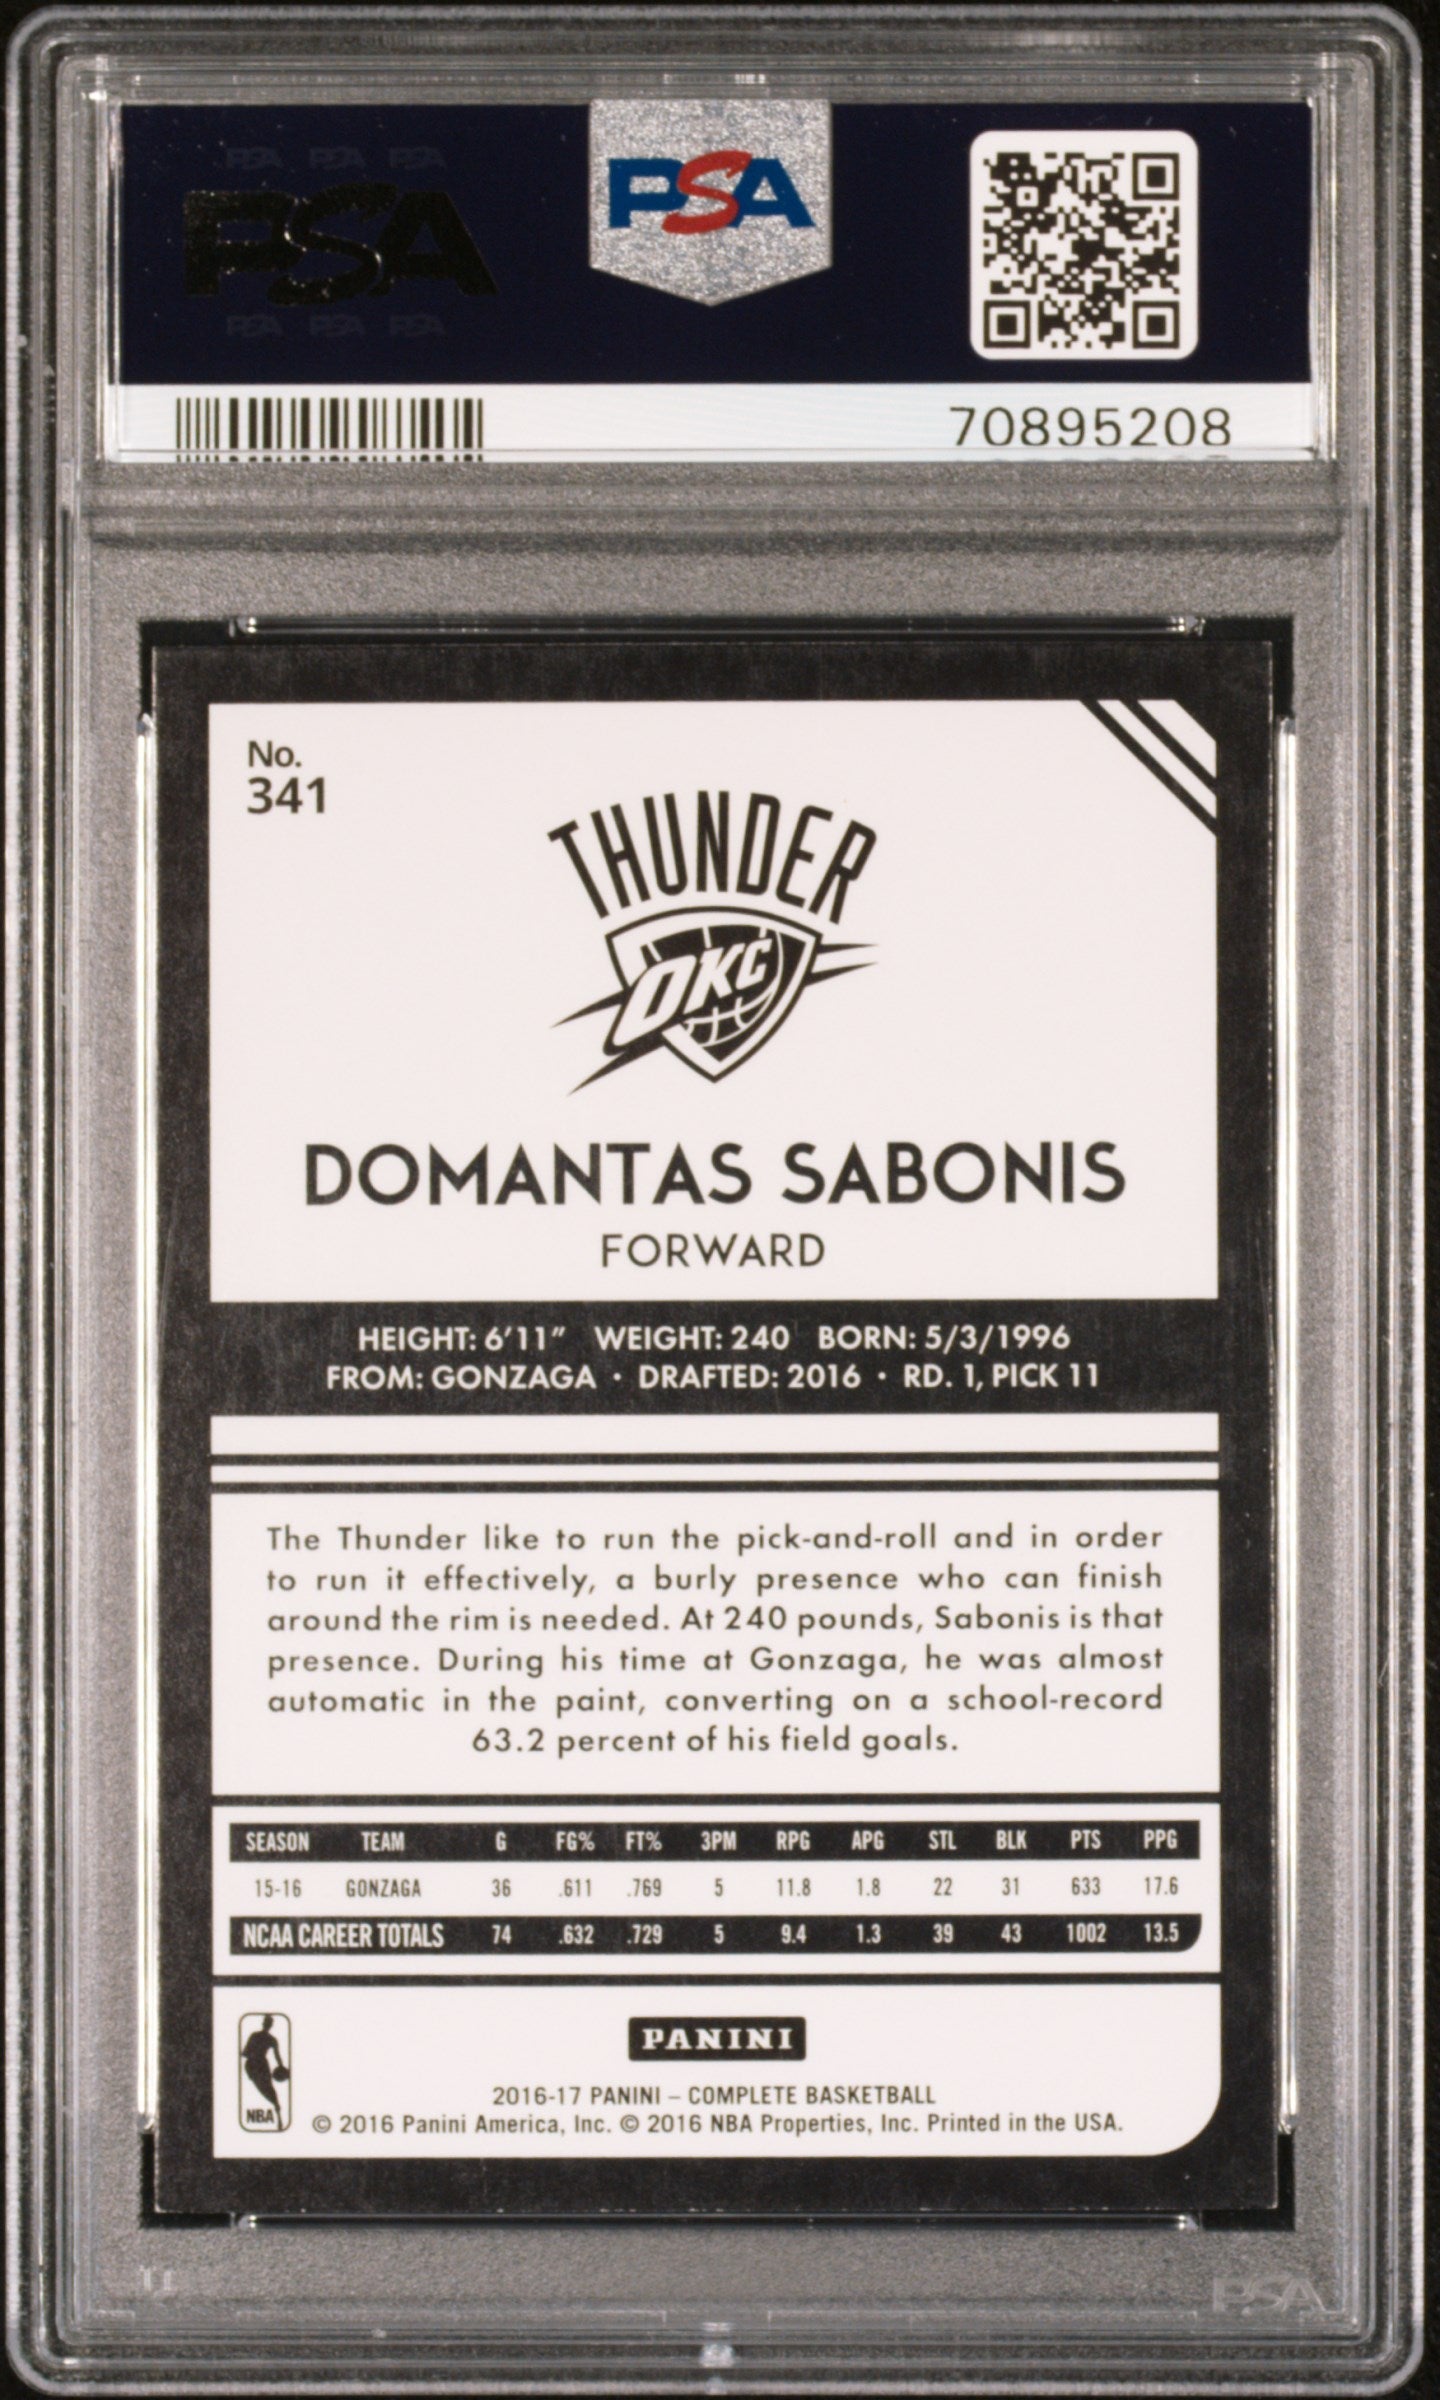 PSA PSA PSA
PSA
PSA PSA PSA
PSA
70895208
No.
341
THUNDER
OKC
DOMANTAS SABONIS
FORWARD
HEIGHT: 6'11" WEIGHT: 240 BORN: 5/3/1996
FROM: GONZAGA • DRAFTED: 2016 • RD. 1, PICK 11
The Thunder like to run the pick-and-roll and in order
to run it effectively, a burly presence who can finish
around the rim is needed. At 240 pounds, Sabonis is that
presence. During his time at Gonzaga, he was almost
automatic in the paint, converting on a school-record
63.2 percent of his field goals.
SEASON TEAM G FG% FT% 3PM RPG APG STL BLK PTS PPG
15-16 GONZAGA 36 .611 .769 5 11.8 1.8 22 31 633 17.6
NCAA CAREER TOTALS 74 .632 .729 5 9.4 1.3 39 43 1002 13.5
NBA
PANINI
2016-17 PANINI – COMPLETE BASKETBALL
© 2016 Panini America, Inc. © 2016 NBA Properties, Inc. Printed in the USA.
PSA